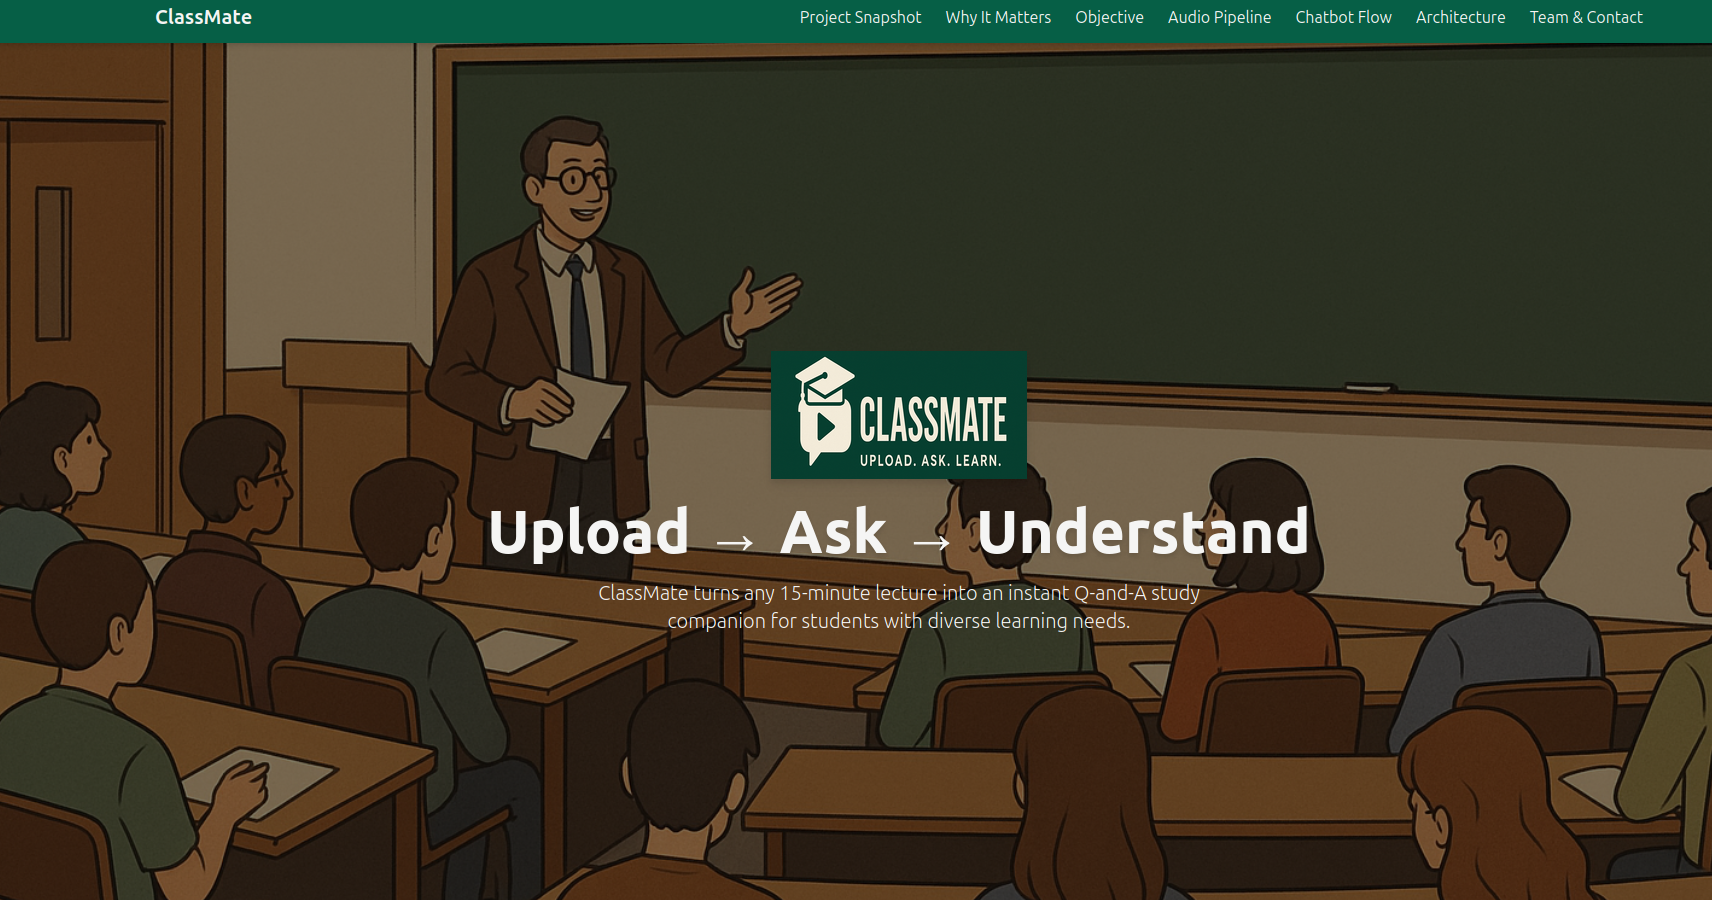 ClassMate
Project Snapshot Why It Matters Objective Audio Pipeline Chatbot Flow Architecture Team & Contact
CLASSMATE
UPLOAD. ASK. LEARN.
Upload → Ask → Understand
ClassMate turns any 15-minute lecture into an instant Q-and-A study
companion for students with diverse learning needs.